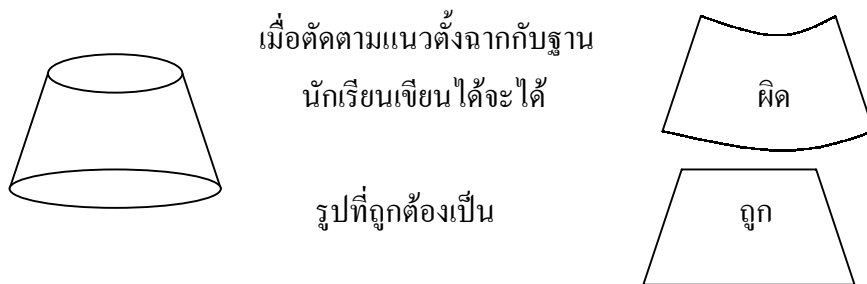 เมื่อตัดตามแนวตั้งฉากกับฐาน
นักเรียนเขียนได้จะได้
ผิด
รูปที่ถูกต้องเป็น
ถูก